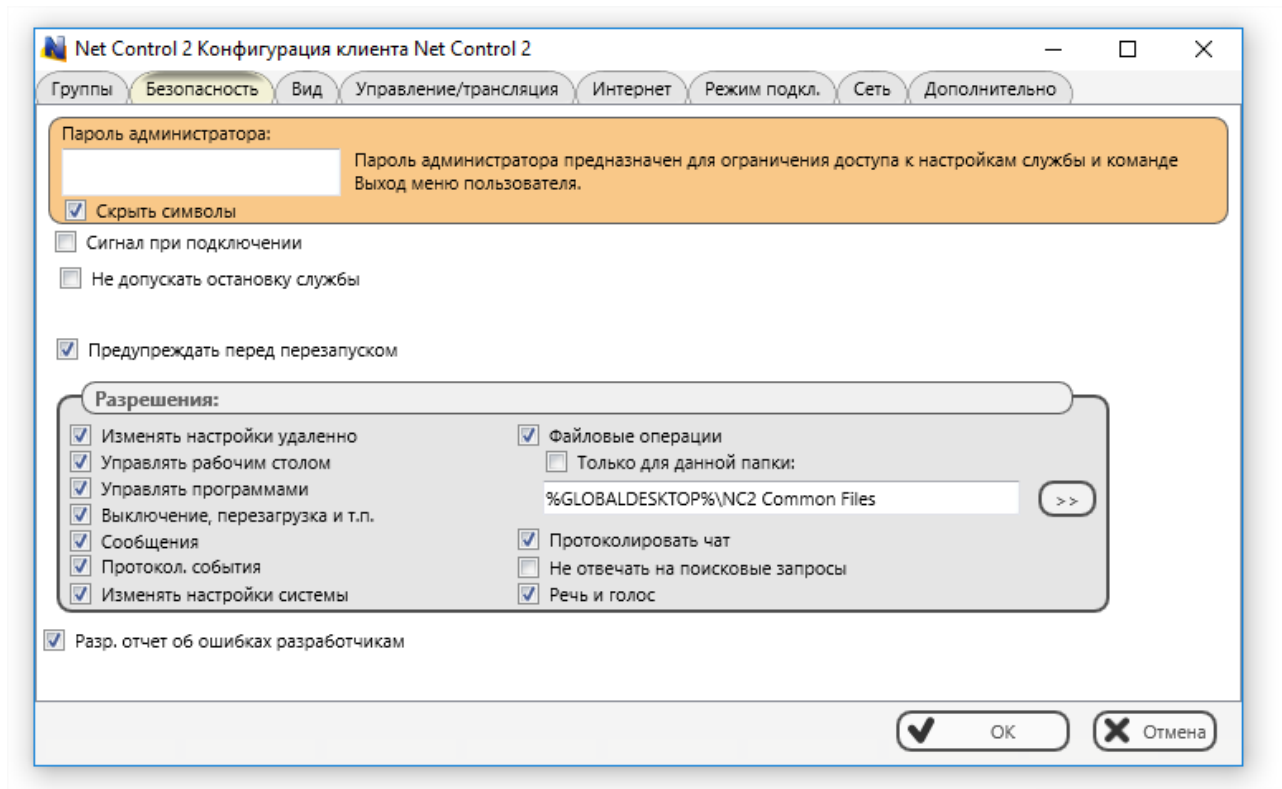 Net Control 2 Конфигурация клиента Net Control 2
Группы Безопасность Вид Управление/трансляция Интернет Режим подкл. Сеть Дополнительно
Пароль администратора:
Пароль администратора предназначен для ограничения доступа к настройкам службы и команде
Выход меню пользователя.
Скрыть символы
Сигнал при подключении
Не допускать остановку службы
Предупреждать перед перезапуском
Разрешения:
Изменять настройки удаленно
Управлять рабочим столом
Управлять программами
Выключение, перезагрузка и т.п.
Сообщения
Протокол. события
Изменять настройки системы
Файловые операции
Только для данной папки:
%GLOBALDESKTOP%\NC2 Common Files
>>
Протоколировать чат
Не отвечать на поисковые запросы
Речь и голос
Разр. отчет об ошибках разработчикам
ОК Отмена